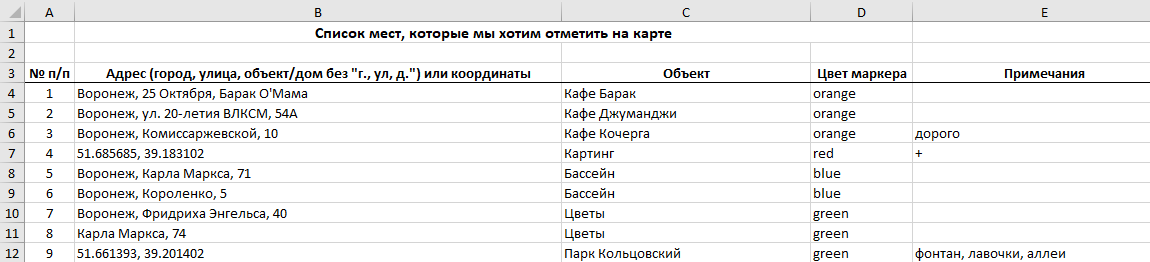 A B C D E
1 Список мест, которые мы хотим отметить на карте
2
3 № п/п Адрес (город, улица, объект/дом без "г., ул, д.") или координаты Объект Цвет маркера Примечания
4 1 Воронеж, 25 Октября, Барак О'Мама Кафе Барак orange
5 2 Воронеж, ул. 20-летия ВЛКСМ, 54А Кафе Джуманджи orange
6 3 Воронеж, Комиссаржевской, 10 Кафе Кочерга orange дорого
7 4 51.685685, 39.183102 Картинг red +
8 5 Воронеж, Карла Маркса, 71 Бассейн blue
9 6 Воронеж, Короленко, 5 Бассейн blue
10 7 Воронеж, Фридриха Энгельса, 40 Цветы green
11 8 Карла Маркса, 74 Цветы green
12 9 51.661393, 39.201402 Парк Кольцовский green фонтан, лавочки, аллеи